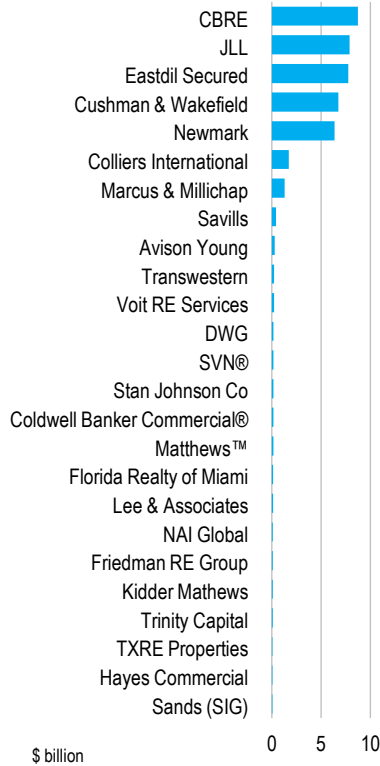 CBRE
JLL
Eastdil Secured
Cushman & Wakefield
Newmark
Colliers International
Marcus & Millichap
Savills
Avison Young
Transwestern
Voit RE Services
DWG
SVN®
Stan Johnson Co
Coldwell Banker Commercial®
Matthews™
Florida Realty of Miami
Lee & Associates
NAI Global
Friedman RE Group
Kidder Mathews
Trinity Capital
TXRE Properties
Hayes Commercial
Sands (SIG)
0 5 10
$ billion